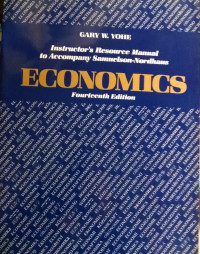 GARY W. YOHE
Instructor's Resource Manual
to Accompany Samuelson-Nordhaus
ECONOMICS
Fourteenth Edition